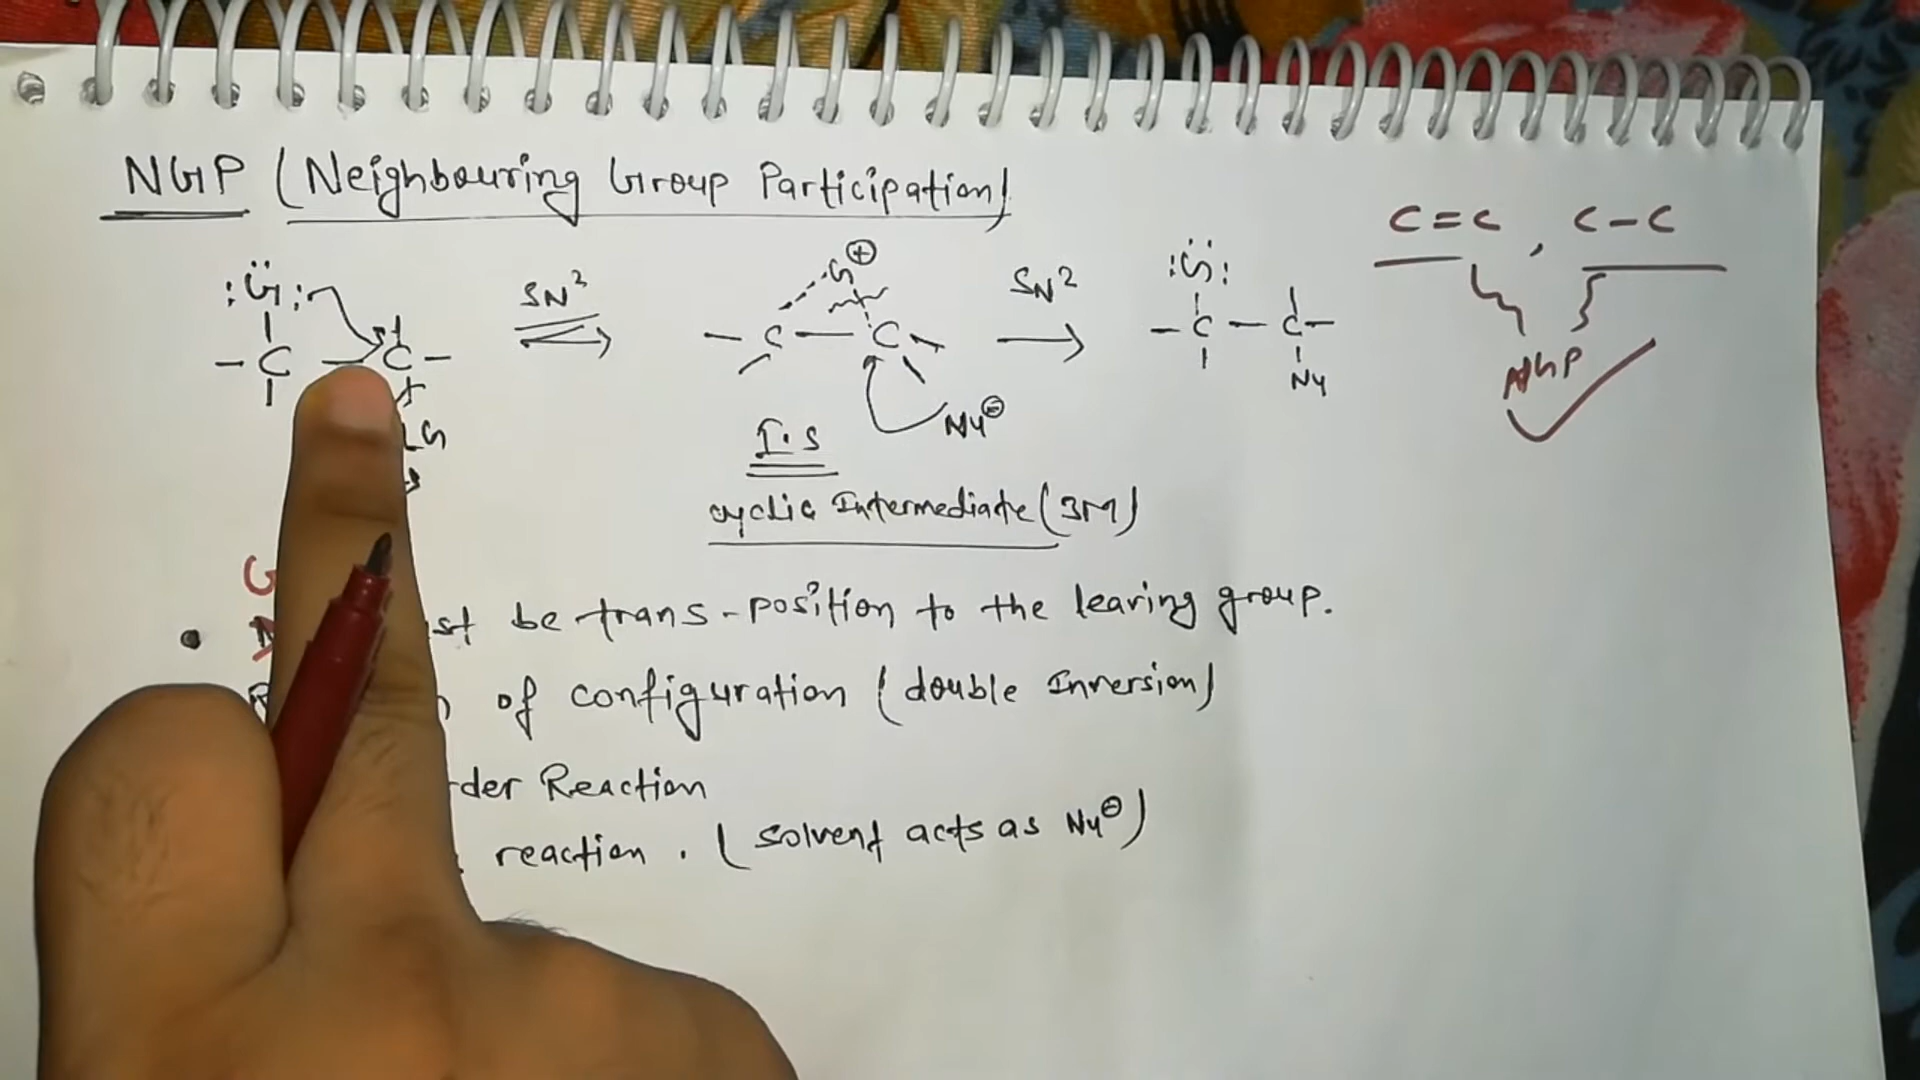 NGP (Neighbouring Group Participation)
C=C , C-C
NGP
:G: SN² G⊕ SN² :G:
-C-C- -C-C- -C-C-
LG Nu⊖ Nu
I.S
cyclic Intermediate (3M)
G
be trans-position to the leaving group.
of configuration (double Inversion)
Reaction
reaction. (solvent acts as Nu⊖)